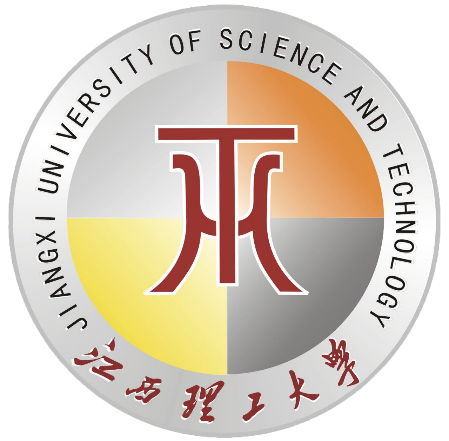 JIANGXI UNIVERSITY OF SCIENCE AND TECHNOLOGY
江西理工大学